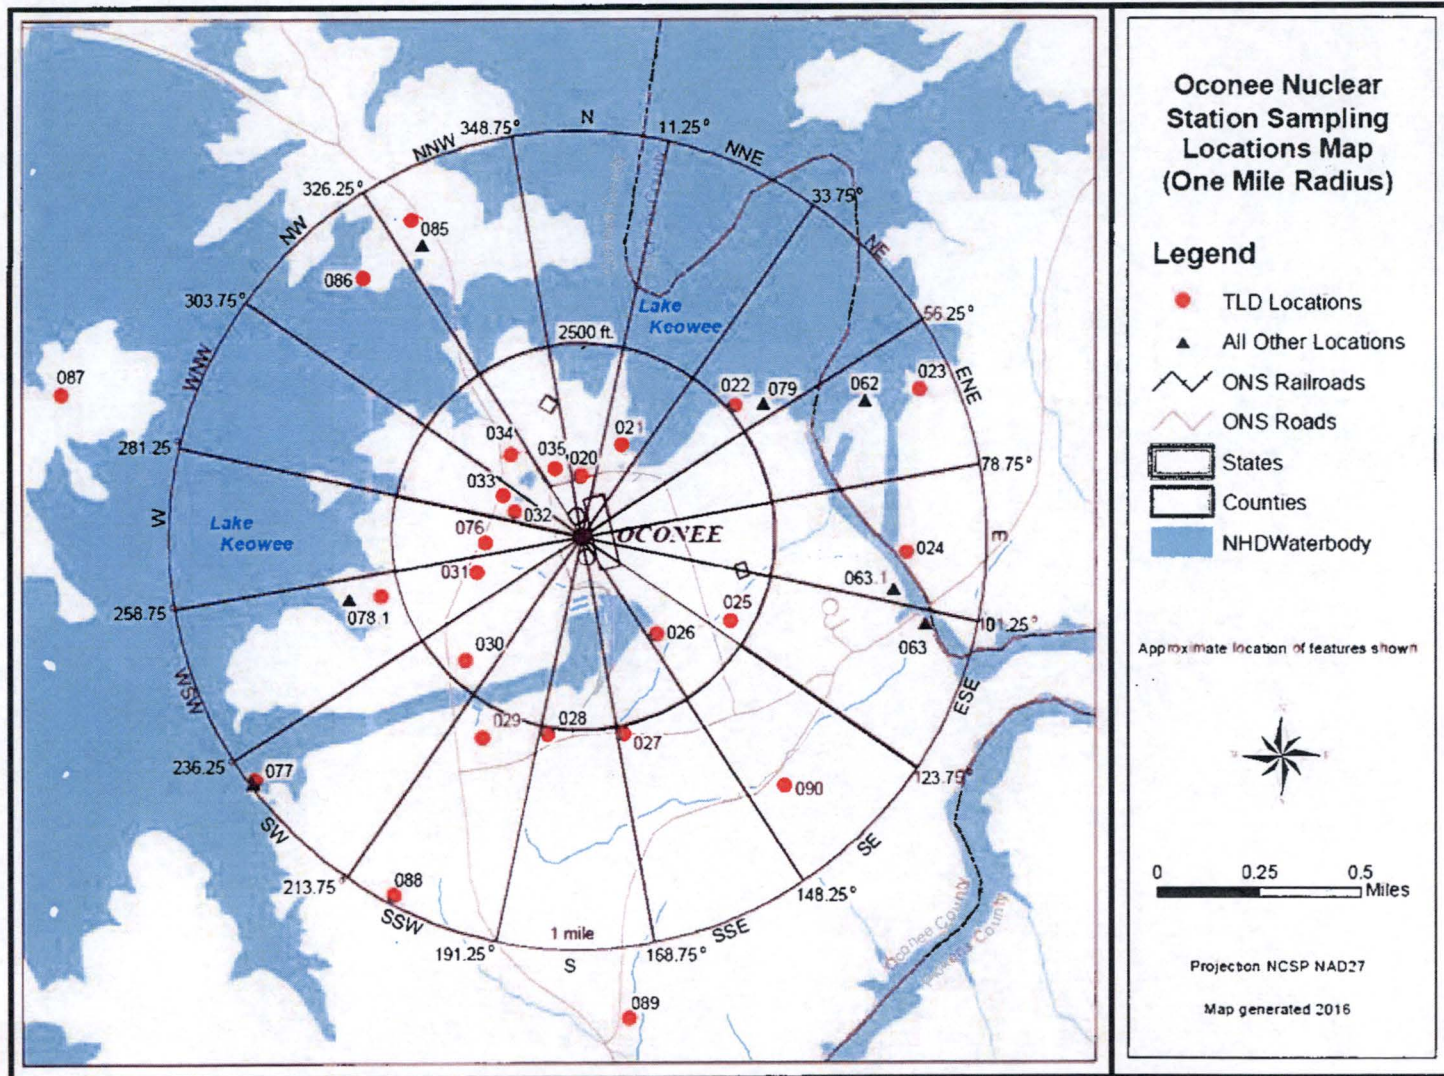 N
348.75°
11.25°
NNW
NNE
326.25°
33.75°
085
NW
NE
086
303.75°
Lake
Keowee
56.25°
2500 ft.
087
WNW
022
079
062
023
ENE
034
021
281.25°
035
020
78.75°
033
032
W
Lake
Keowee
076
OCONEE
E
031
024
063.1
258.75°
078.1
025
101.25°
026
063
030
WSW
ESE
029
028
027
236.25°
077
123.75°
090
SW
SE
213.75°
088
148.25°
SSW
SSE
Oconee County
Pickens County
191.25°
1 mile
168.75°
S
089
Oconee Nuclear
Station Sampling
Locations Map
(One Mile Radius)
Legend
TLD Locations
All Other Locations
ONS Railroads
ONS Roads
States
Counties
NHDWaterbody
Approximate location of features shown
0 0.25 0.5
Miles
Projection NCSP NAD27
Map generated 2016